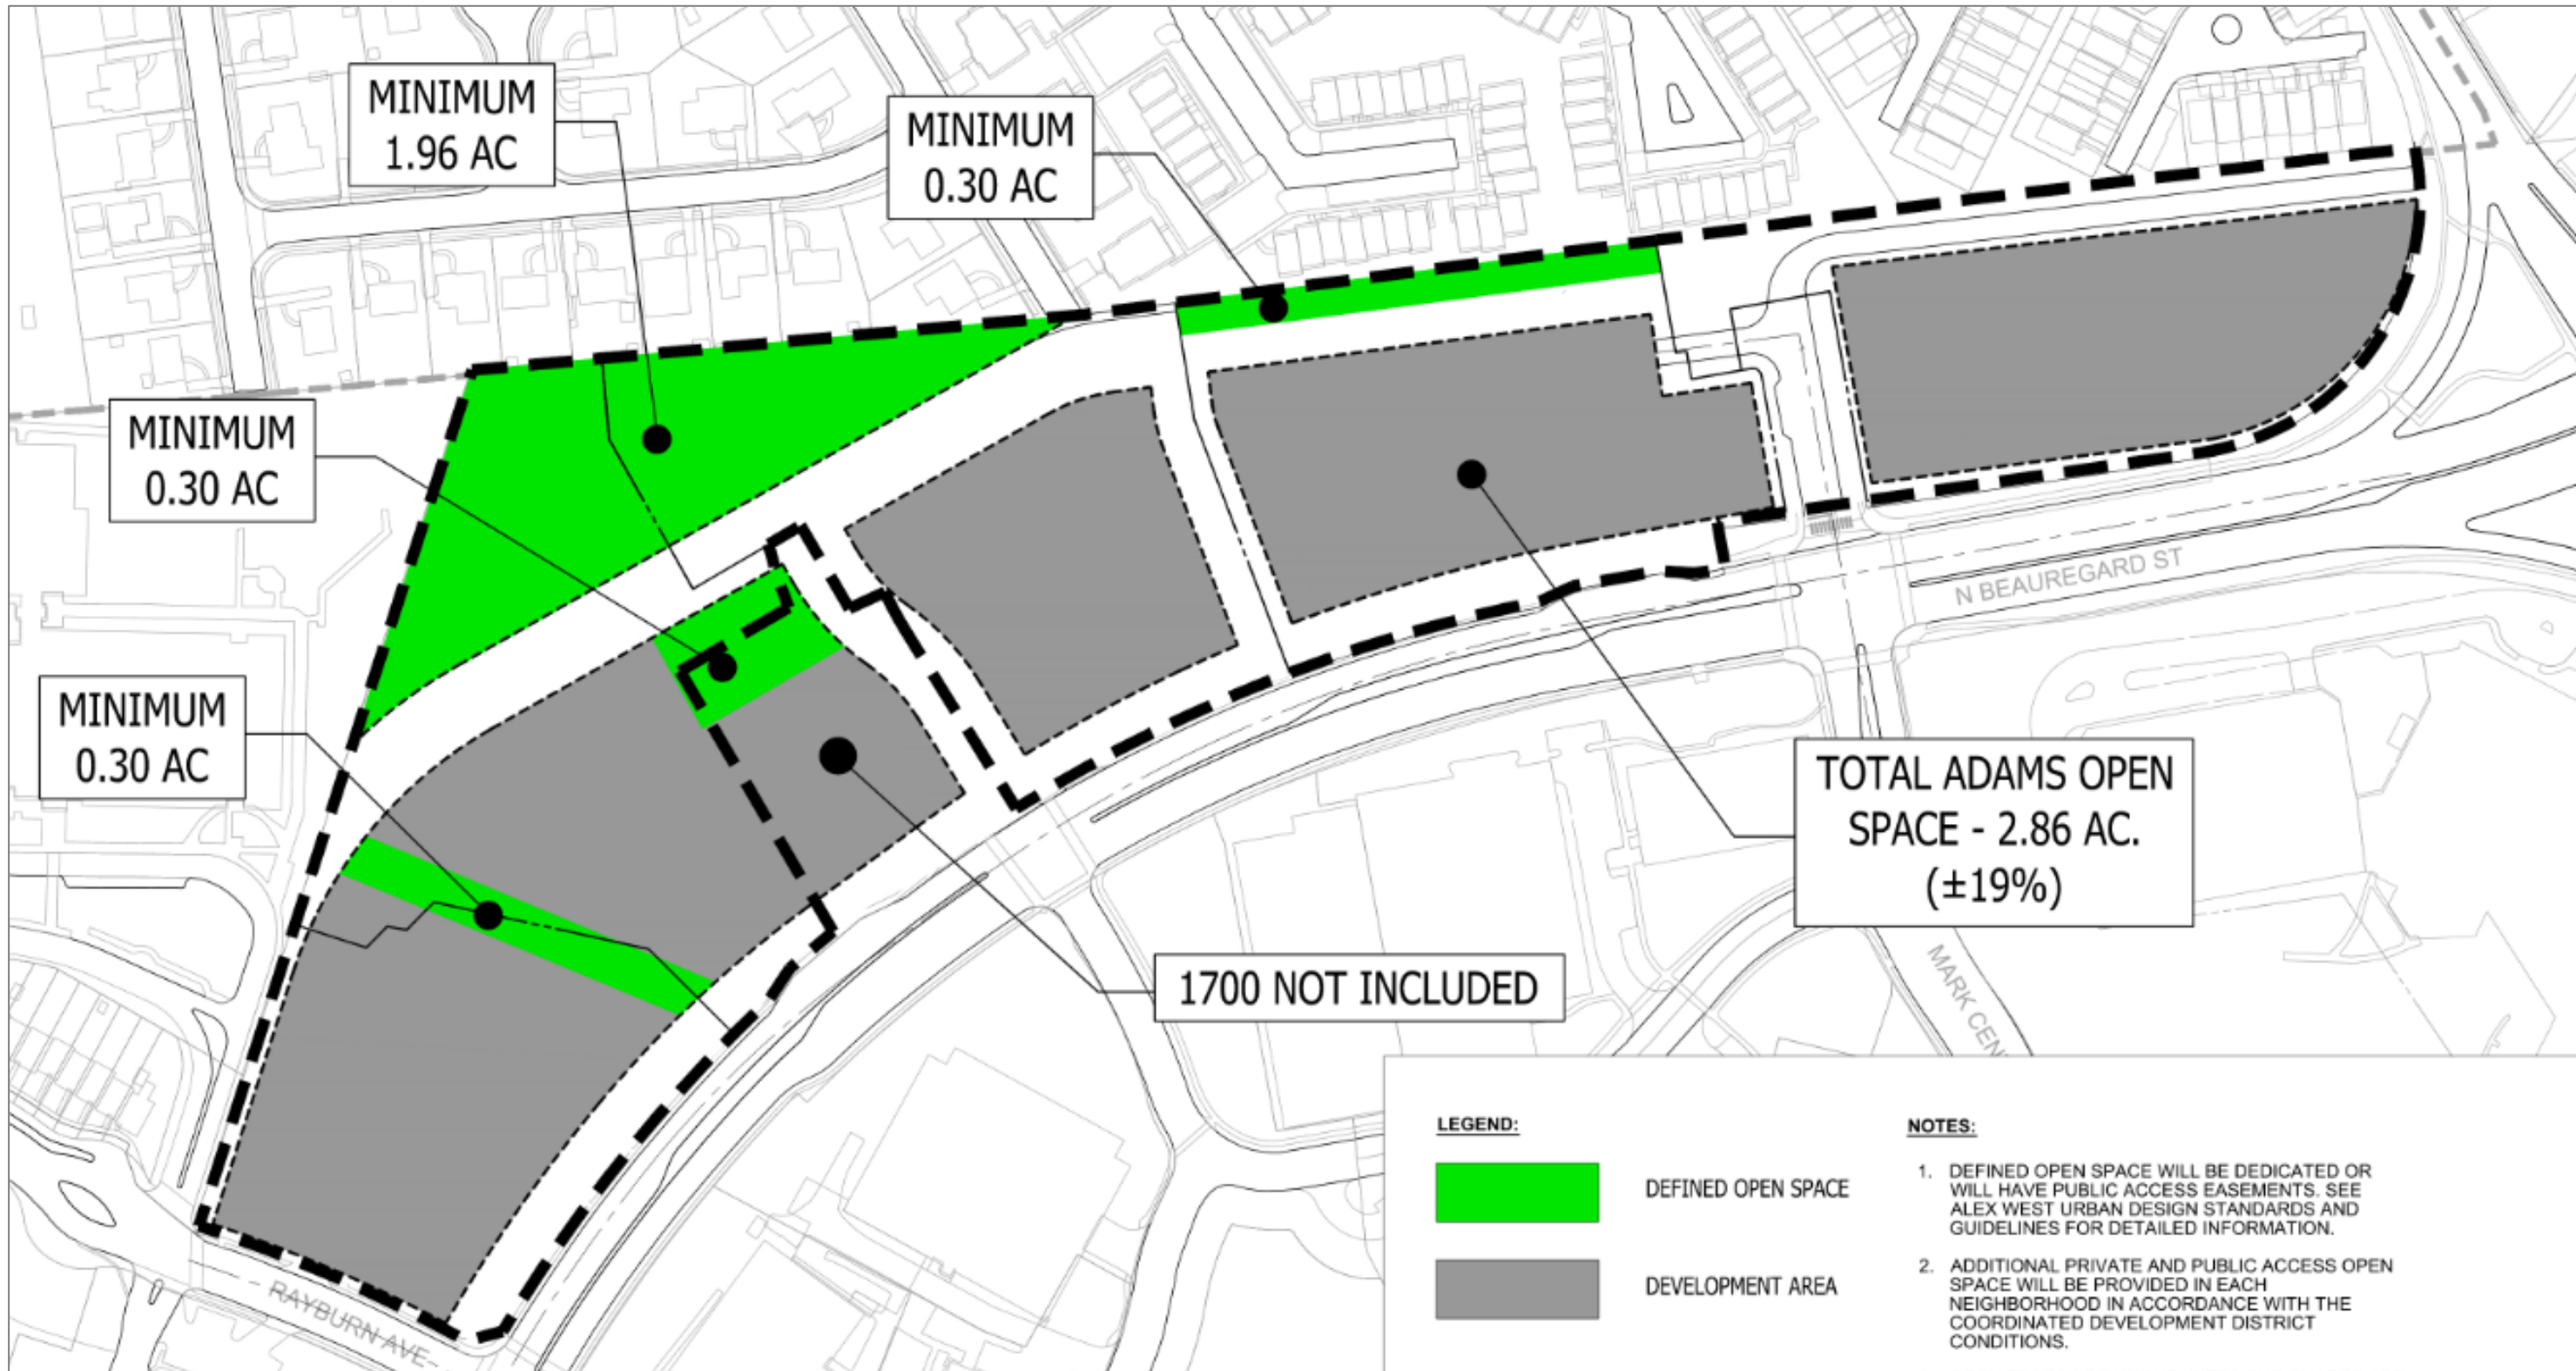 MINIMUM
1.96 AC
MINIMUM
0.30 AC
MINIMUM
0.30 AC
MINIMUM
0.30 AC
N BEAUREGARD ST
TOTAL ADAMS OPEN
SPACE - 2.86 AC.
(±19%)
1700 NOT INCLUDED
MARK CEN
RAYBURN AVE
LEGEND:
DEFINED OPEN SPACE
DEVELOPMENT AREA
NOTES:
1. DEFINED OPEN SPACE WILL BE DEDICATED OR
WILL HAVE PUBLIC ACCESS EASEMENTS. SEE
ALEX WEST URBAN DESIGN STANDARDS AND
GUIDELINES FOR DETAILED INFORMATION.
2. ADDITIONAL PRIVATE AND PUBLIC ACCESS OPEN
SPACE WILL BE PROVIDED IN EACH
NEIGHBORHOOD IN ACCORDANCE WITH THE
COORDINATED DEVELOPMENT DISTRICT
CONDITIONS.